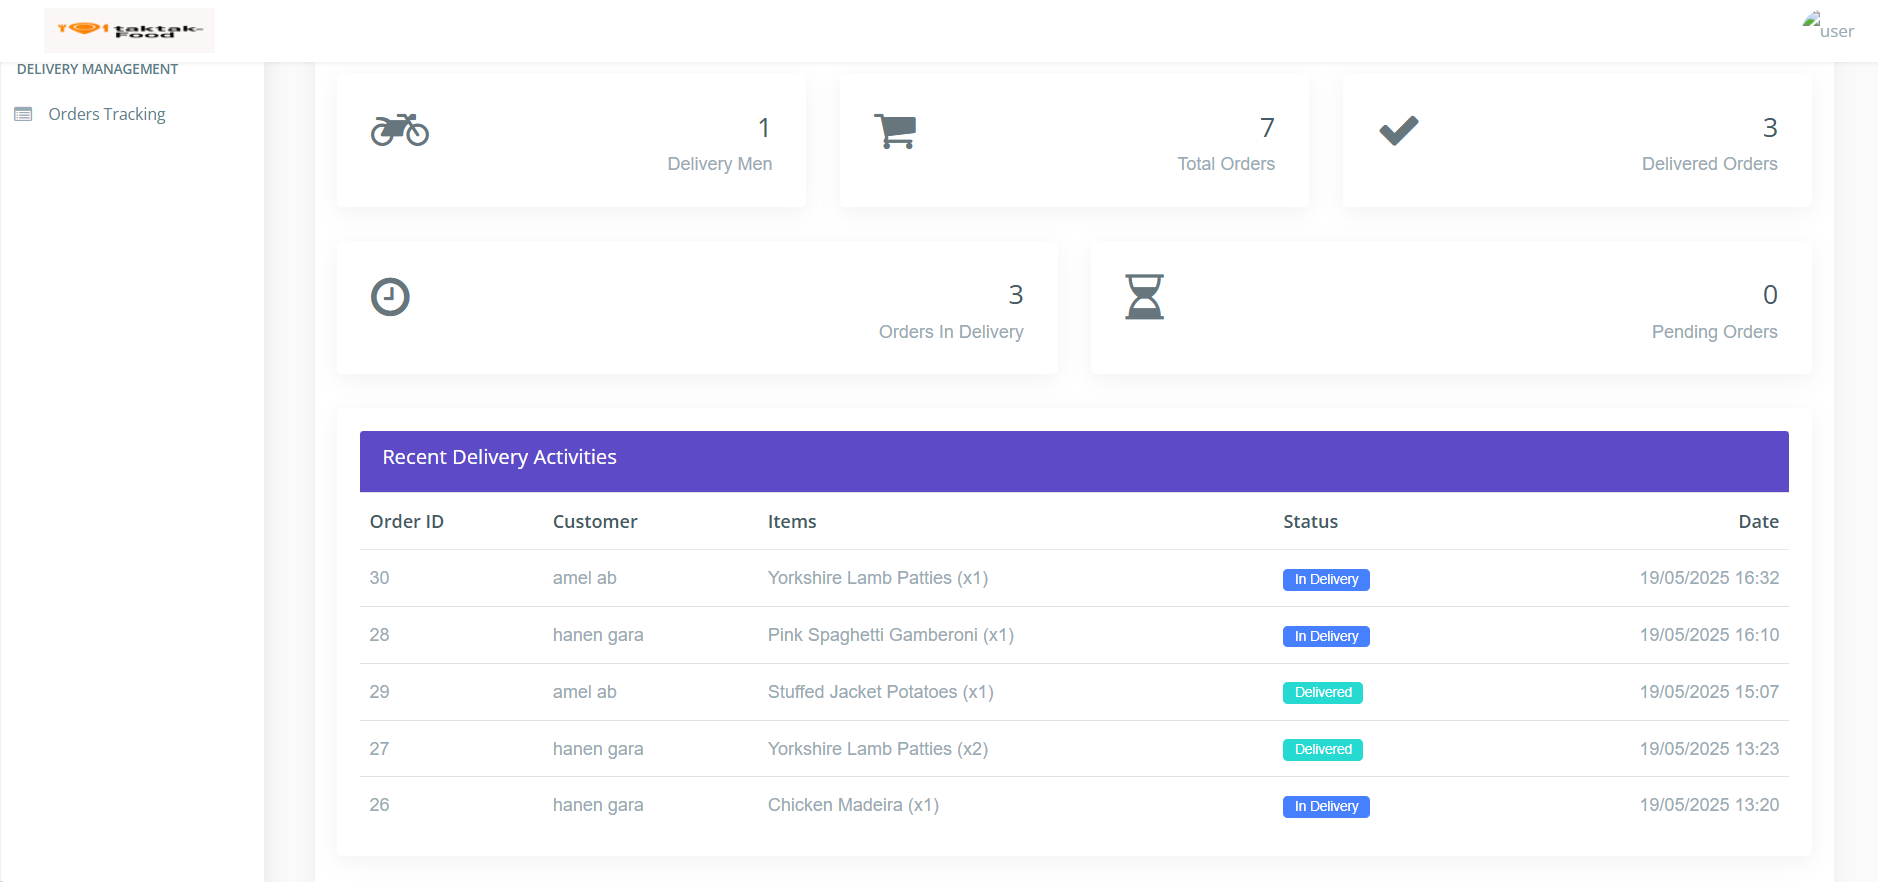 taktak-
Food
user
DELIVERY MANAGEMENT
Orders Tracking
1
Delivery Men
7
Total Orders
3
Delivered Orders
3
Orders In Delivery
0
Pending Orders
Recent Delivery Activities
Order ID Customer Items Status Date
30 amel ab Yorkshire Lamb Patties (x1) In Delivery 19/05/2025 16:32
28 hanen gara Pink Spaghetti Gamberoni (x1) In Delivery 19/05/2025 16:10
29 amel ab Stuffed Jacket Potatoes (x1) Delivered 19/05/2025 15:07
27 hanen gara Yorkshire Lamb Patties (x2) Delivered 19/05/2025 13:23
26 hanen gara Chicken Madeira (x1) In Delivery 19/05/2025 13:20